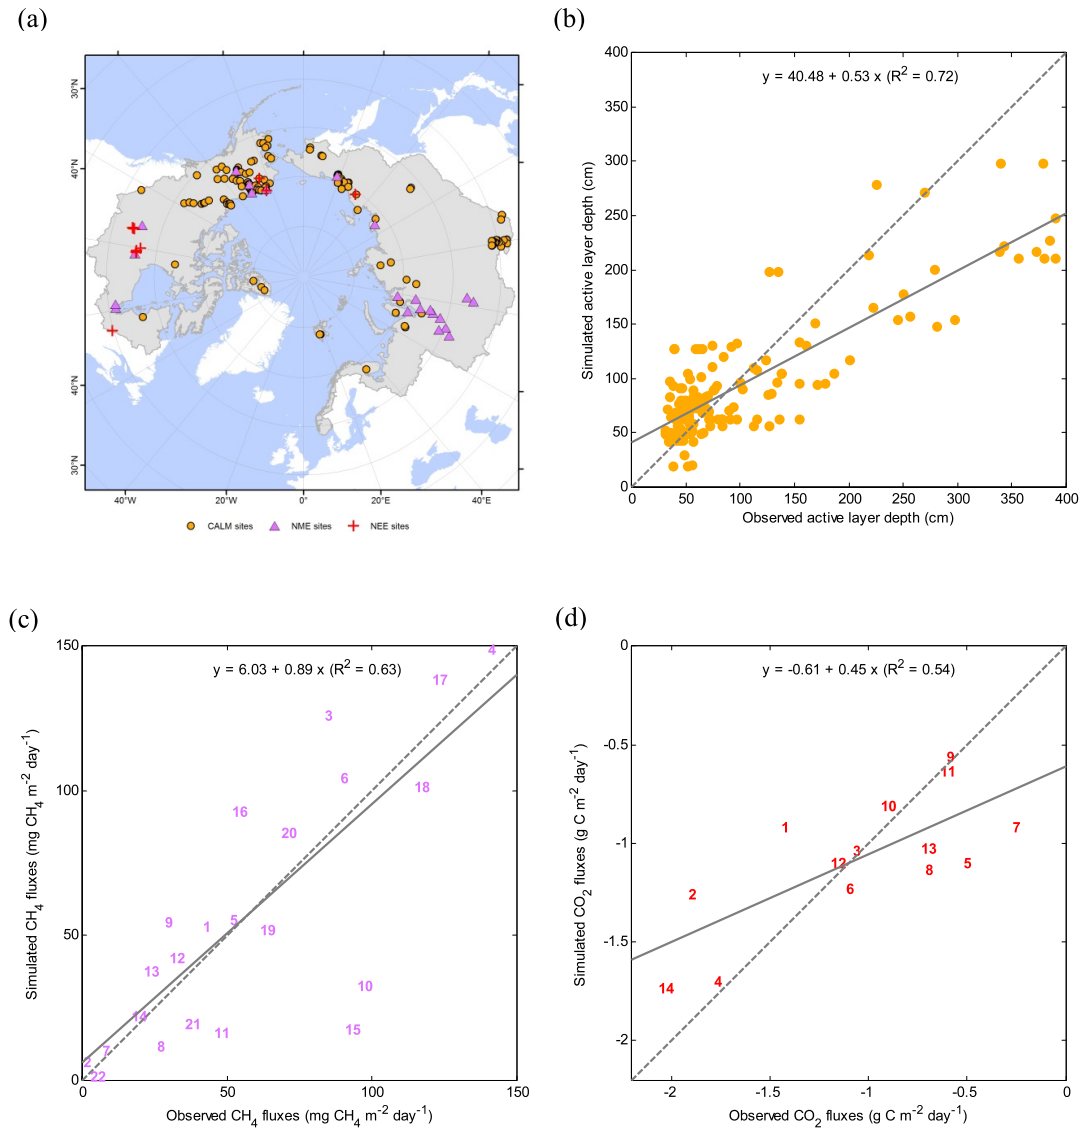 (a)
30°N
40°N
40°N
30°N
40°W
20°W
0°
20°E
40°E
CALM sites
NME sites
NEE sites
(b)
y = 40.48 + 0.53 x (R² = 0.72)
400
350
300
250
200
150
100
50
0
Simulated active layer depth (cm)
0 50 100 150 200 250 300 350 400
Observed active layer depth (cm)
(c)
y = 6.03 + 0.89 x (R² = 0.63)
150
100
50
0
Simulated CH₄ fluxes (mg CH₄ m⁻² day⁻¹)
4
17
3
6
18
16
20
9
1
5
19
12
13
10
14
21
11
15
7
8
2
22
0 50 100 150
Observed CH₄ fluxes (mg CH₄ m⁻² day⁻¹)
(d)
y = -0.61 + 0.45 x (R² = 0.54)
0
-0.5
-1
-1.5
-2
Simulated CO₂ fluxes (g C m⁻² day⁻¹)
9
11
10
1
7
3
13
12
5
8
6
2
4
14
-2 -1.5 -1 -0.5 0
Observed CO₂ fluxes (g C m⁻² day⁻¹)